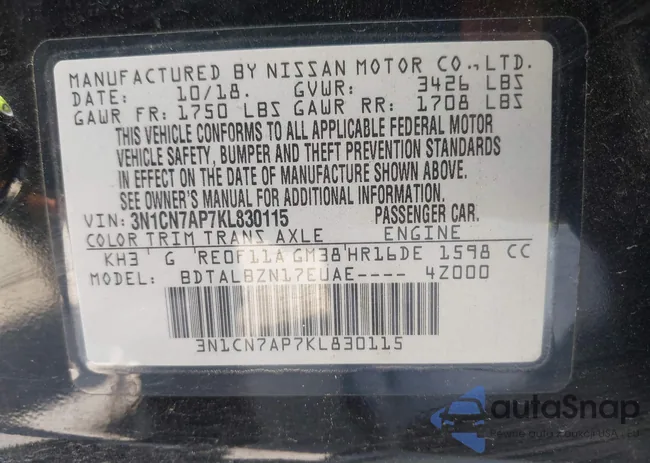 MANUFACTURED BY NISSAN MOTOR CO., LTD.
DATE: 10/18. GVWR: 3426 LBS
GAWR FR: 1750 LBS GAWR RR: 1708 LBS
THIS VEHICLE CONFORMS TO ALL APPLICABLE FEDERAL MOTOR
VEHICLE SAFETY, BUMPER AND THEFT PREVENTION STANDARDS
IN EFFECT ON THE DATE OF MANUFACTURE SHOWN ABOVE.
SEE OWNER'S MANUAL FOR ADDITIONAL INFORMATION.
VIN: 3N1CN7AP7KL830115 PASSENGER CAR.
COLOR TRIM TRANS AXLE ENGINE
KH3 G RE0F11A GM38 HR16DE 1598 CC
MODEL: BDTALBZN17EUAE---- 4Z000
3N1CN7AP7KL830115
autaSnap